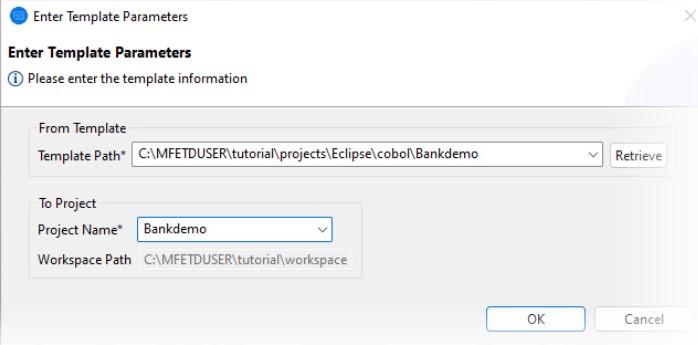 Enter Template Parameters
Enter Template Parameters
Please enter the template information
From Template
Template Path* C:\MFETDUSER\tutorial\projects\Eclipse\cobol\Bankdemo Retrieve
To Project
Project Name* Bankdemo
Workspace Path C:\MFETDUSER\tutorial\workspace
OK Cancel